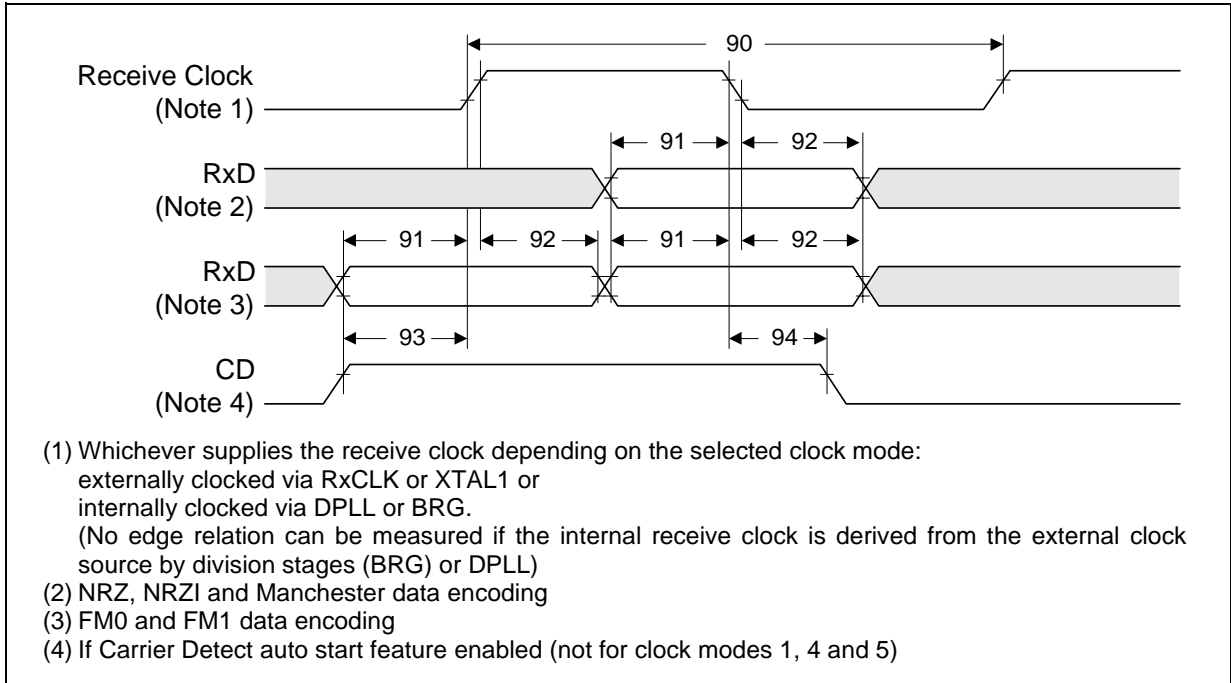 90
Receive Clock
(Note 1)
91 92
RxD
(Note 2)
91 92 91 92
RxD
(Note 3)
93 94
CD
(Note 4)
(1) Whichever supplies the receive clock depending on the selected clock mode:
externally clocked via RxCLK or XTAL1 or
internally clocked via DPLL or BRG.
(No edge relation can be measured if the internal receive clock is derived from the external clock
source by division stages (BRG) or DPLL)
(2) NRZ, NRZI and Manchester data encoding
(3) FM0 and FM1 data encoding
(4) If Carrier Detect auto start feature enabled (not for clock modes 1, 4 and 5)